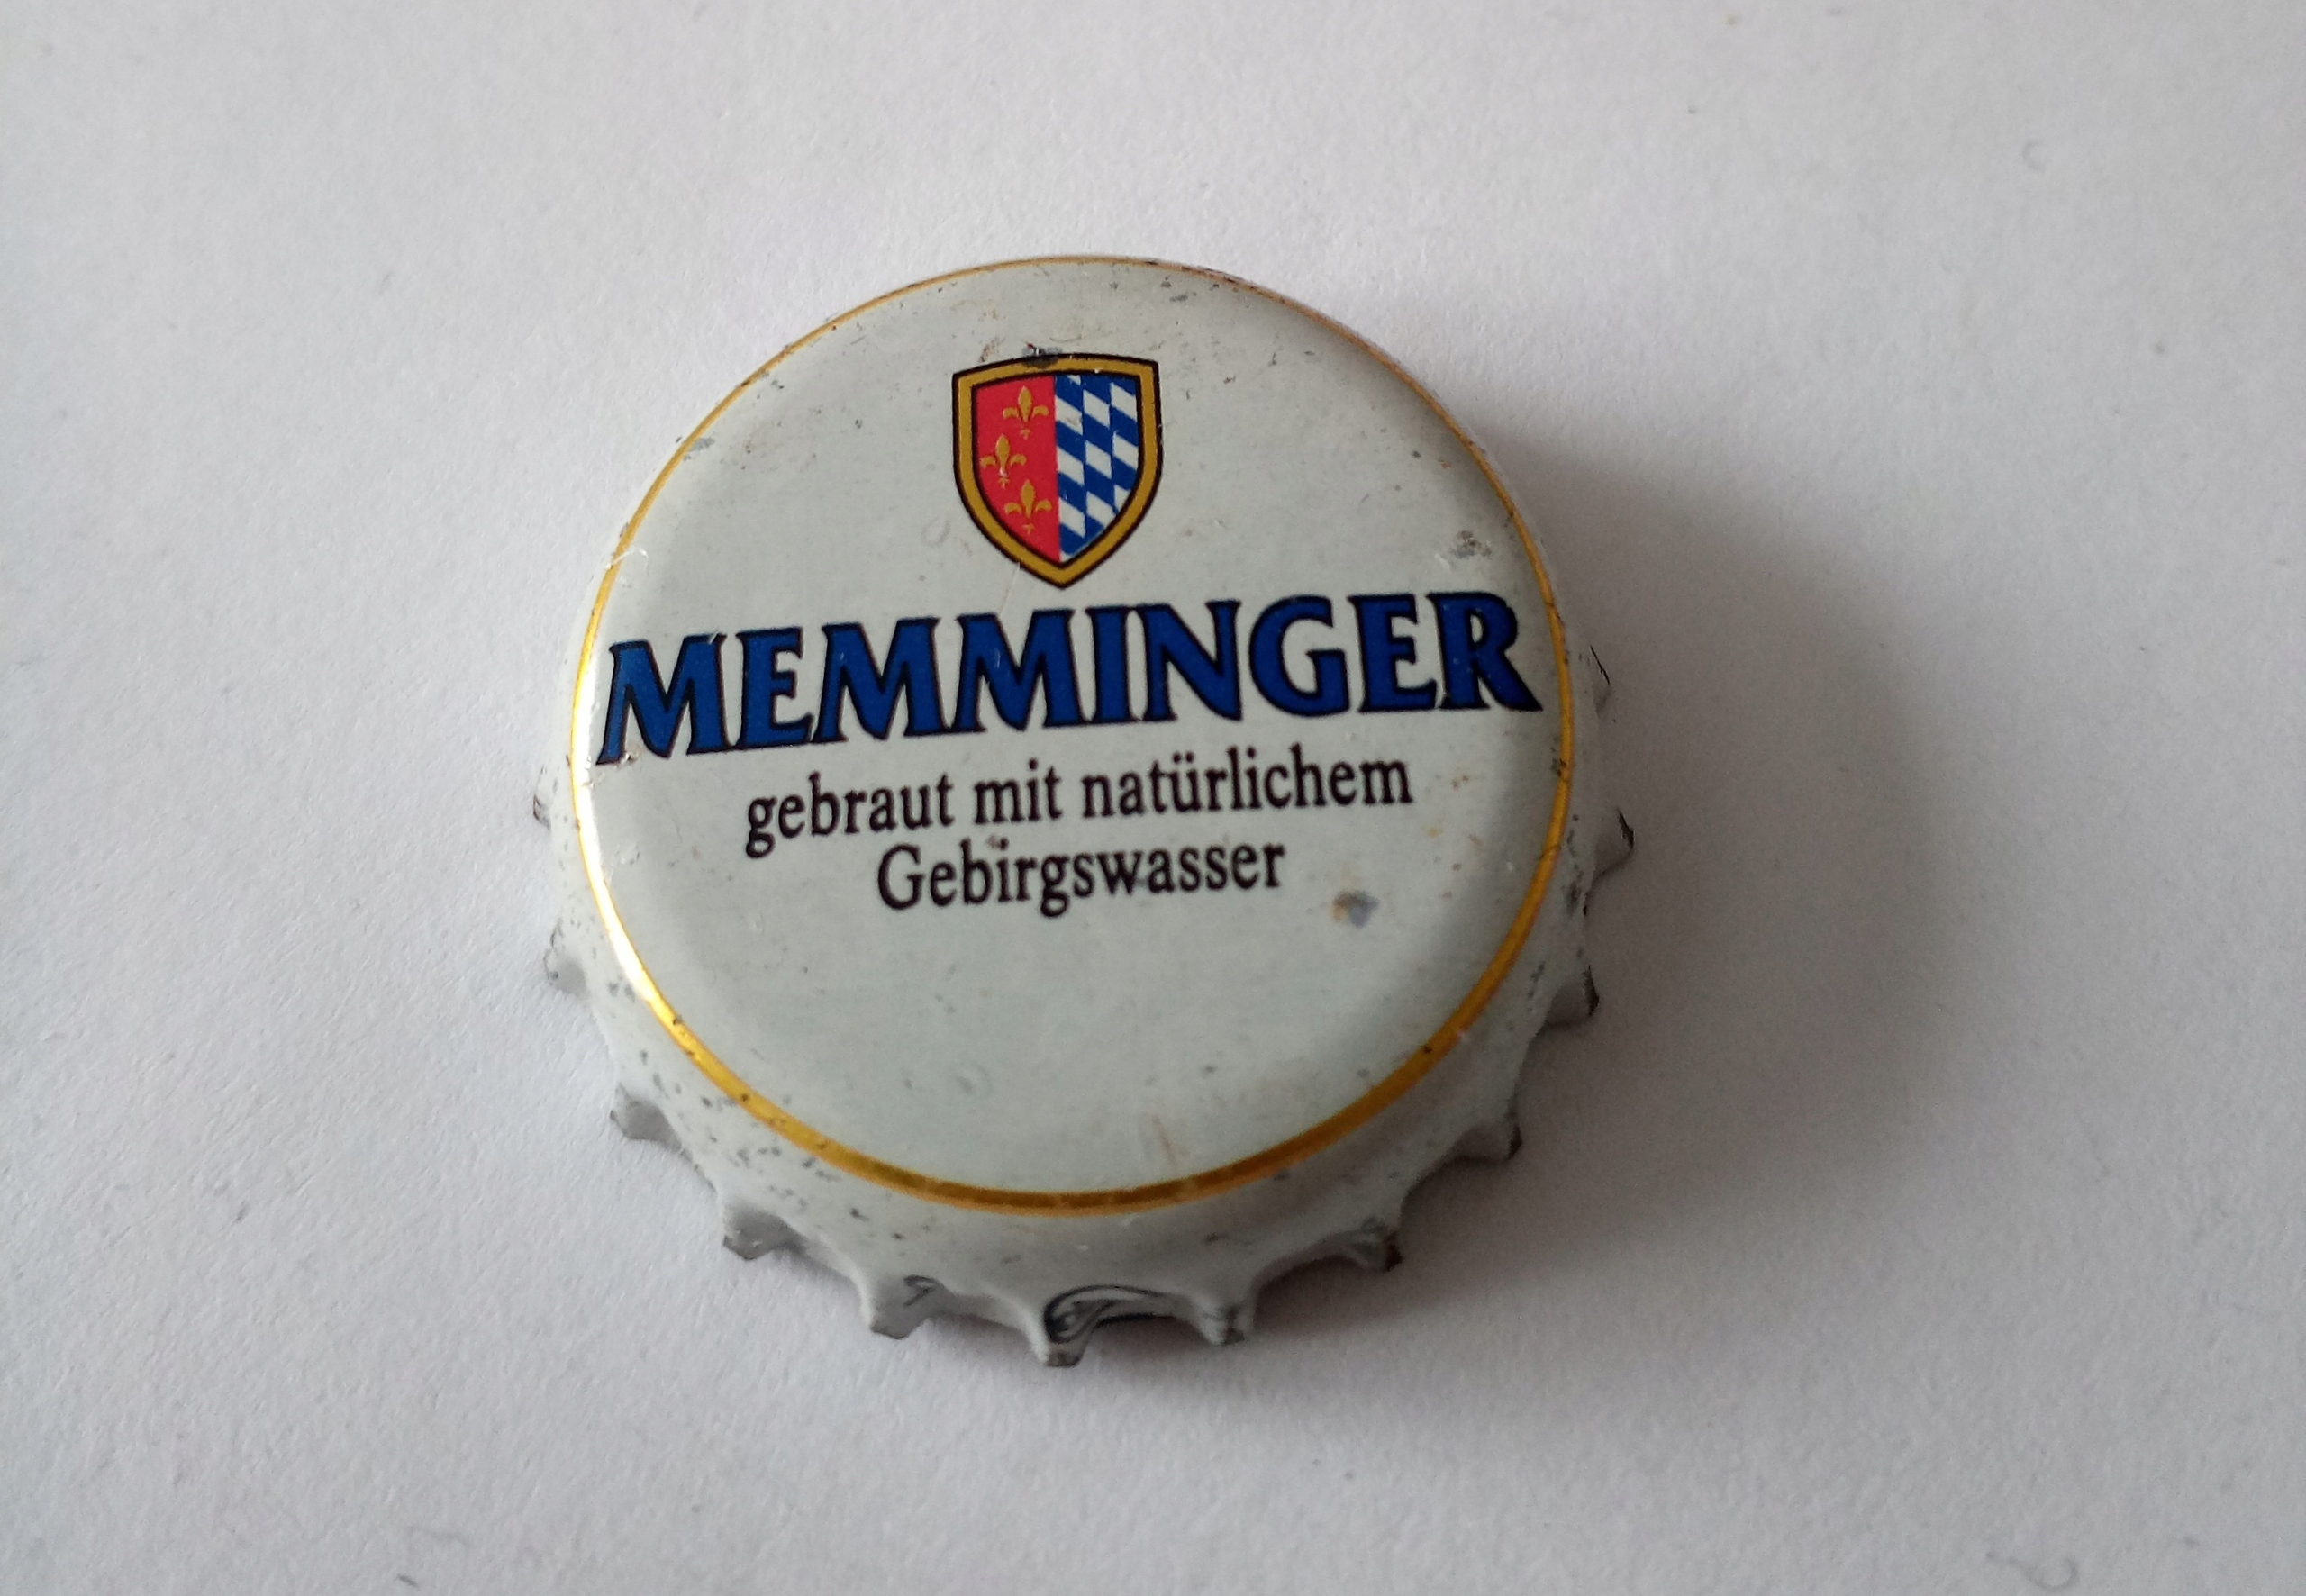 MEMMINGER
gebraut mit natürlichem
Gebirgswasser